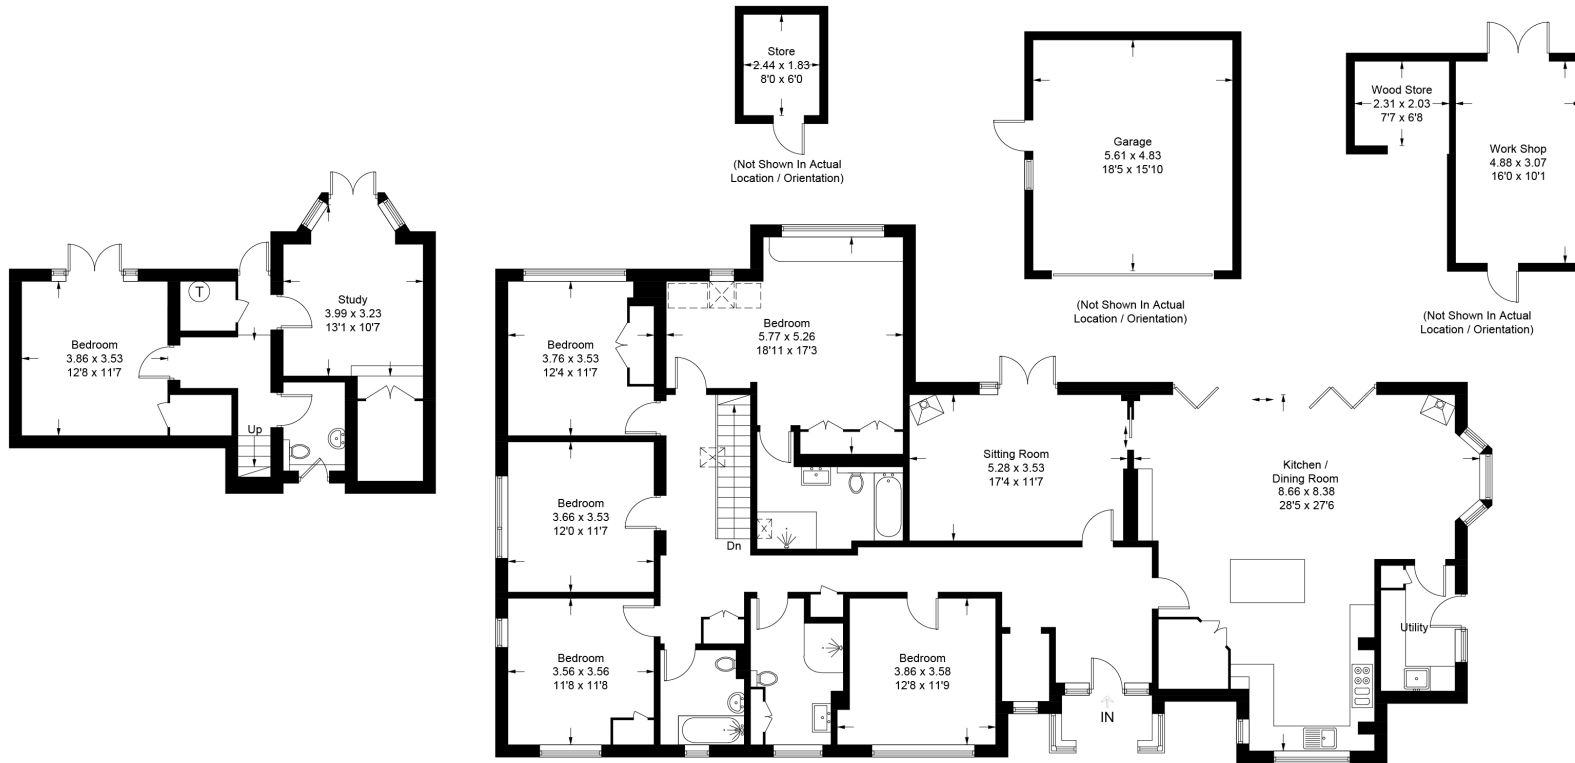 Store
2.44 x 1.83
8'0 x 6'0
(Not Shown In Actual
Location / Orientation)
Garage
5.61 x 4.83
18'5 x 15'10
(Not Shown In Actual
Location / Orientation)
Wood Store
2.31 x 2.03
7'7 x 6'8
Work Shop
4.88 x 3.07
16'0 x 10'1
(Not Shown In Actual
Location / Orientation)
T
Study
3.99 x 3.23
13'1 x 10'7
Bedroom
3.86 x 3.53
12'8 x 11'7
Up
Bedroom
3.76 x 3.53
12'4 x 11'7
Bedroom
5.77 x 5.26
18'11 x 17'3
Sitting Room
5.28 x 3.53
17'4 x 11'7
Kitchen /
Dining Room
8.66 x 8.38
28'5 x 27'6
Bedroom
3.66 x 3.53
12'0 x 11'7
Dn
Utility
Bedroom
3.56 x 3.56
11'8 x 11'8
Bedroom
3.86 x 3.58
12'8 x 11'9
IN